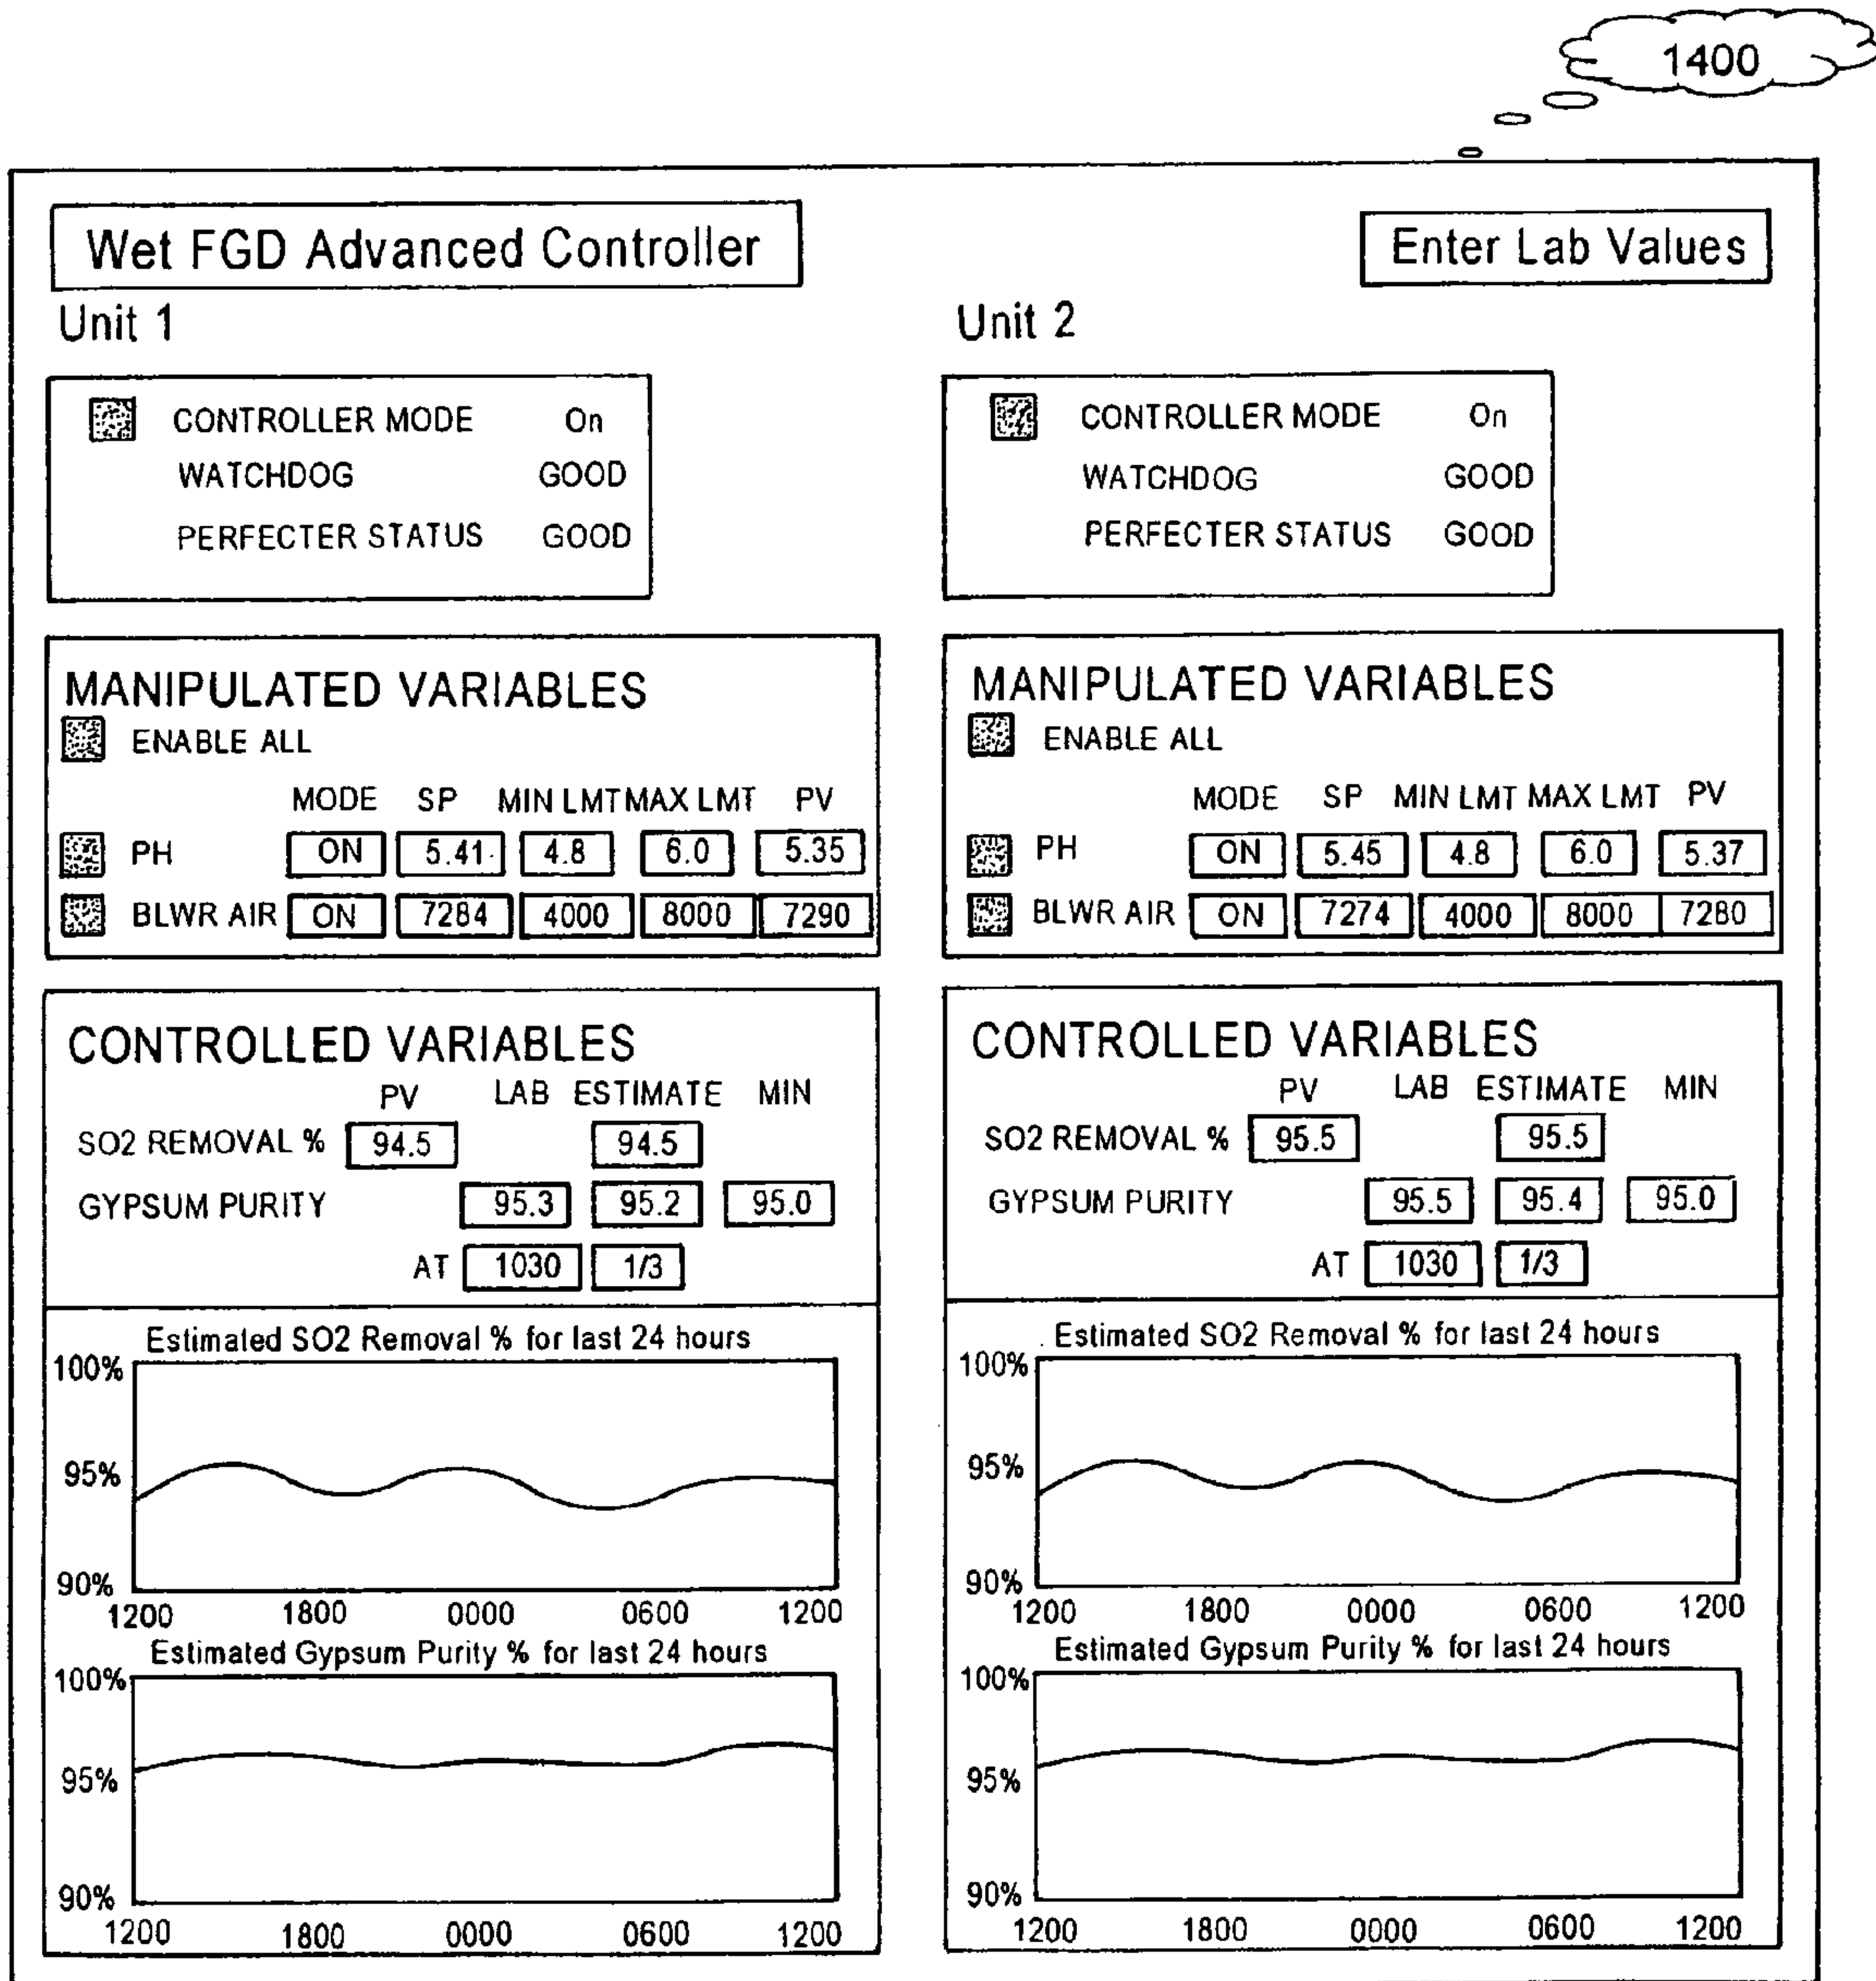 1400
Wet FGD Advanced Controller
Enter Lab Values
Unit 1
CONTROLLER MODE On
WATCHDOG GOOD
PERFECTER STATUS GOOD
MANIPULATED VARIABLES
ENABLE ALL
MODE SP MIN LMT MAX LMT PV
PH ON 5.41 4.8 6.0 5.35
BLWR AIR ON 7284 4000 8000 7290
CONTROLLED VARIABLES
PV LAB ESTIMATE MIN
SO2 REMOVAL % 94.5 94.5
GYPSUM PURITY 95.3 95.2 95.0
AT 1030 1/3
Estimated SO2 Removal % for last 24 hours
100%
95%
90%
1200 1800 0000 0600 1200
Estimated Gypsum Purity % for last 24 hours
100%
95%
90%
1200 1800 0000 0600 1200
Unit 2
CONTROLLER MODE On
WATCHDOG GOOD
PERFECTER STATUS GOOD
MANIPULATED VARIABLES
ENABLE ALL
MODE SP MIN LMT MAX LMT PV
PH ON 5.45 4.8 6.0 5.37
BLWR AIR ON 7274 4000 8000 7280
CONTROLLED VARIABLES
PV LAB ESTIMATE MIN
SO2 REMOVAL % 95.5 95.5
GYPSUM PURITY 95.5 95.4 95.0
AT 1030 1/3
Estimated SO2 Removal % for last 24 hours
100%
95%
90%
1200 1800 0000 0600 1200
Estimated Gypsum Purity % for last 24 hours
100%
95%
90%
1200 1800 0000 0600 1200